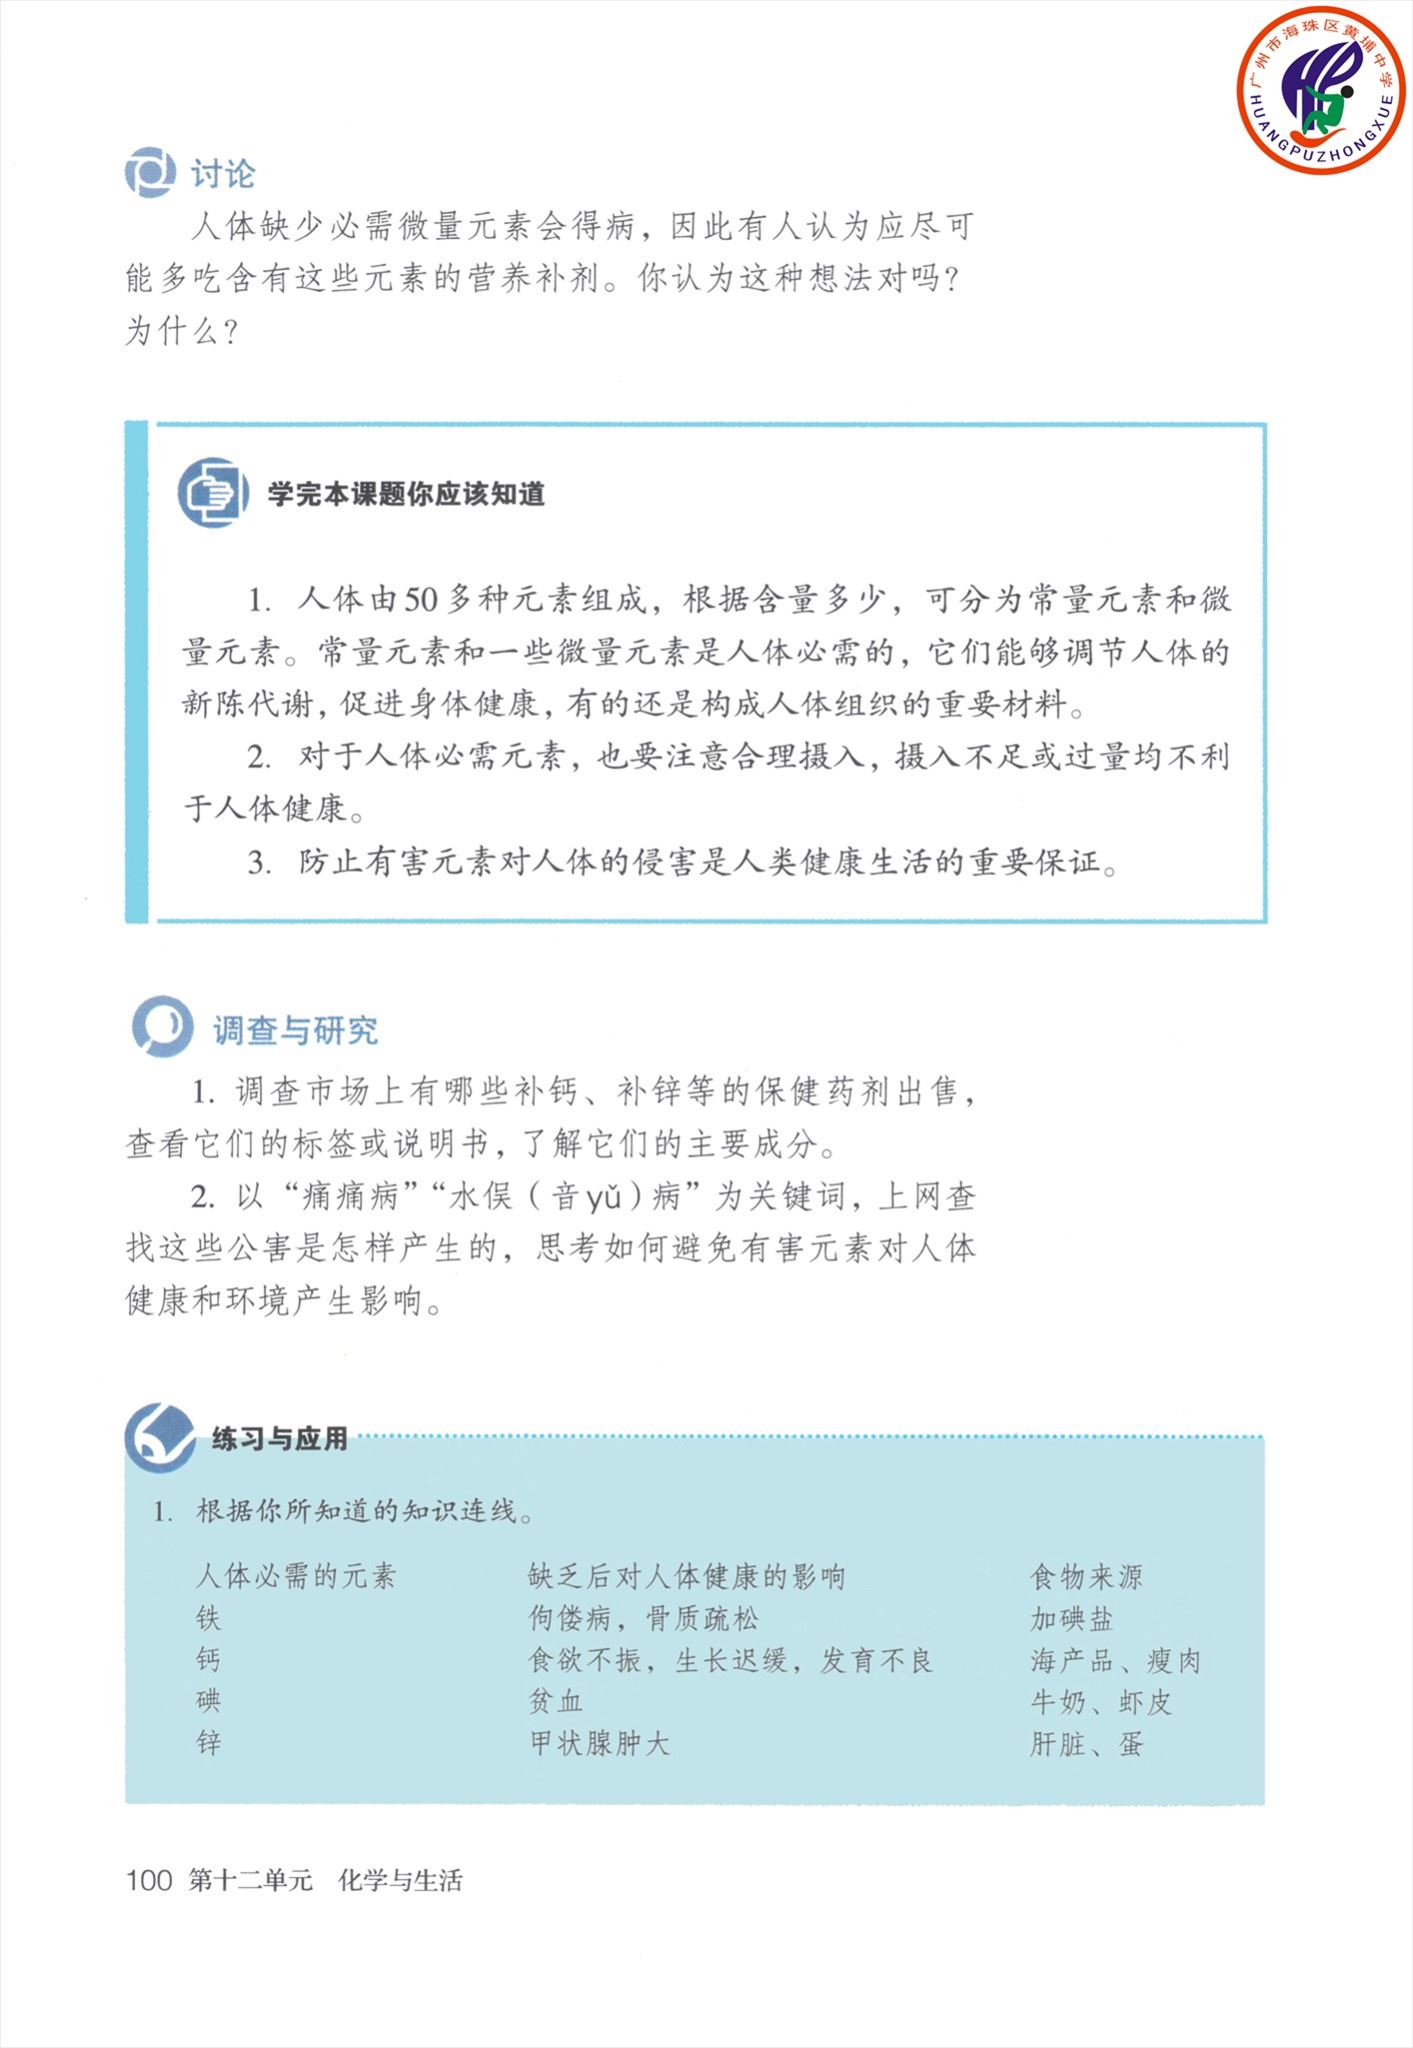 广州市海珠区黄埔中学
HUANGPUZHONGXUE
讨论
人体缺少必需微量元素会得病，因此有人认为应尽可
能多吃含有这些元素的营养补剂。你认为这种想法对吗？
为什么？
学完本课题你应该知道
1. 人体由50多种元素组成，根据含量多少，可分为常量元素和微
量元素。常量元素和一些微量元素是人体必需的，它们能够调节人体的
新陈代谢，促进身体健康，有的还是构成人体组织的重要材料。
2. 对于人体必需元素，也要注意合理摄入，摄入不足或过量均不利
于人体健康。
3. 防止有害元素对人体的侵害是人类健康生活的重要保证。
调查与研究
1. 调查市场上有哪些补钙、补锌等的保健药剂出售，
查看它们的标签或说明书，了解它们的主要成分。
2. 以“痛痛病”“水俣（音yǔ）病”为关键词，上网查
找这些公害是怎样产生的，思考如何避免有害元素对人体
健康和环境产生影响。
练习与应用
1. 根据你所知道的知识连线。
人体必需的元素 缺乏后对人体健康的影响 食物来源
铁 佝偻病，骨质疏松 加碘盐
钙 食欲不振，生长迟缓，发育不良 海产品、瘦肉
碘 贫血 牛奶、虾皮
锌 甲状腺肿大 肝脏、蛋
100 第十二单元 化学与生活